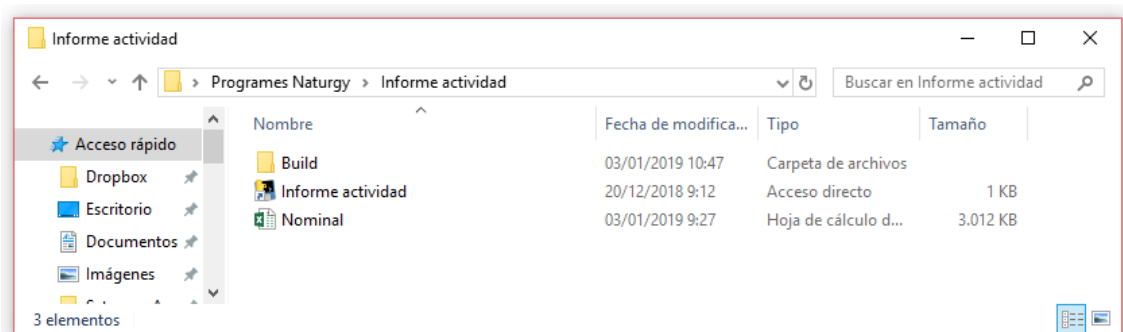 Informe actividad
Programes Naturgy > Informe actividad
Buscar en Informe actividad
Nombre Fecha de modifica... Tipo Tamaño
Acceso rápido
Build 03/01/2019 10:47 Carpeta de archivos
Dropbox
Informe actividad 20/12/2018 9:12 Acceso directo 1 KB
Escritorio
Nominal 03/01/2019 9:27 Hoja de cálculo d... 3.012 KB
Documentos
Imágenes
3 elementos